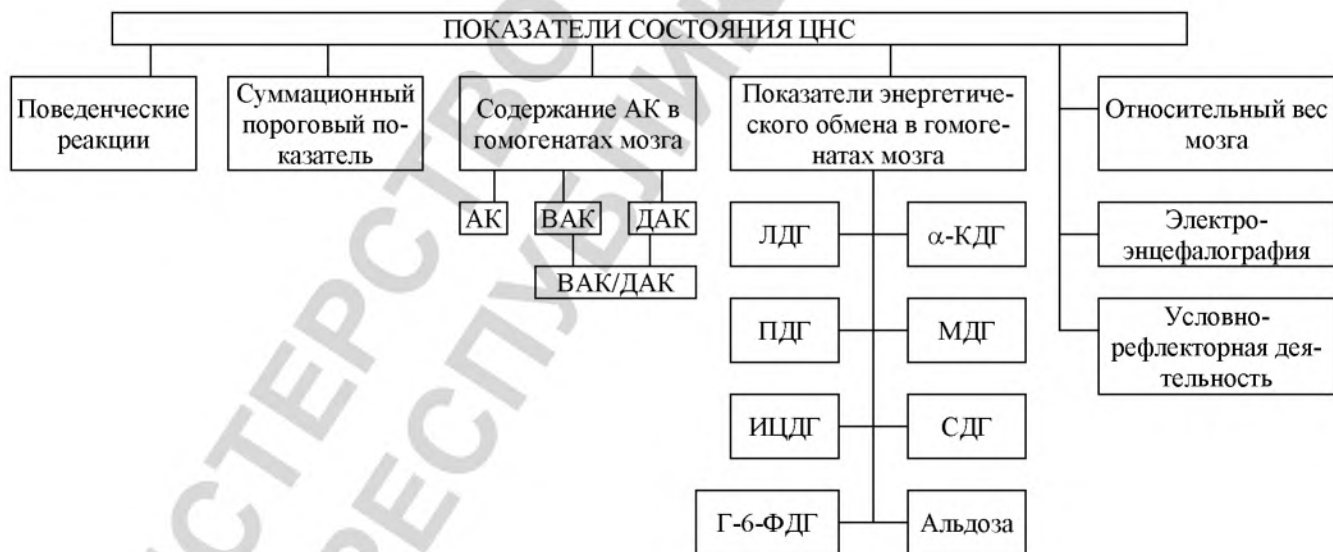 ПОКАЗАТЕЛИ СОСТОЯНИЯ ЦНС
Поведенческие
реакции
Суммационный
пороговый по-
казатель
Содержание АК в
гомогенатах мозга
АК
ВАК
ДАК
ВАК/ДАК
Показатели энергетиче-
ского обмена в гомоге-
натах мозга
ЛДГ
α-КДГ
ПДГ
МДГ
ИЦДГ
СДГ
Г-6-ФДГ
Альдоза
Относительный вес
мозга
Электро-
энцефалография
Условно-
рефлекторная дея-
тельность